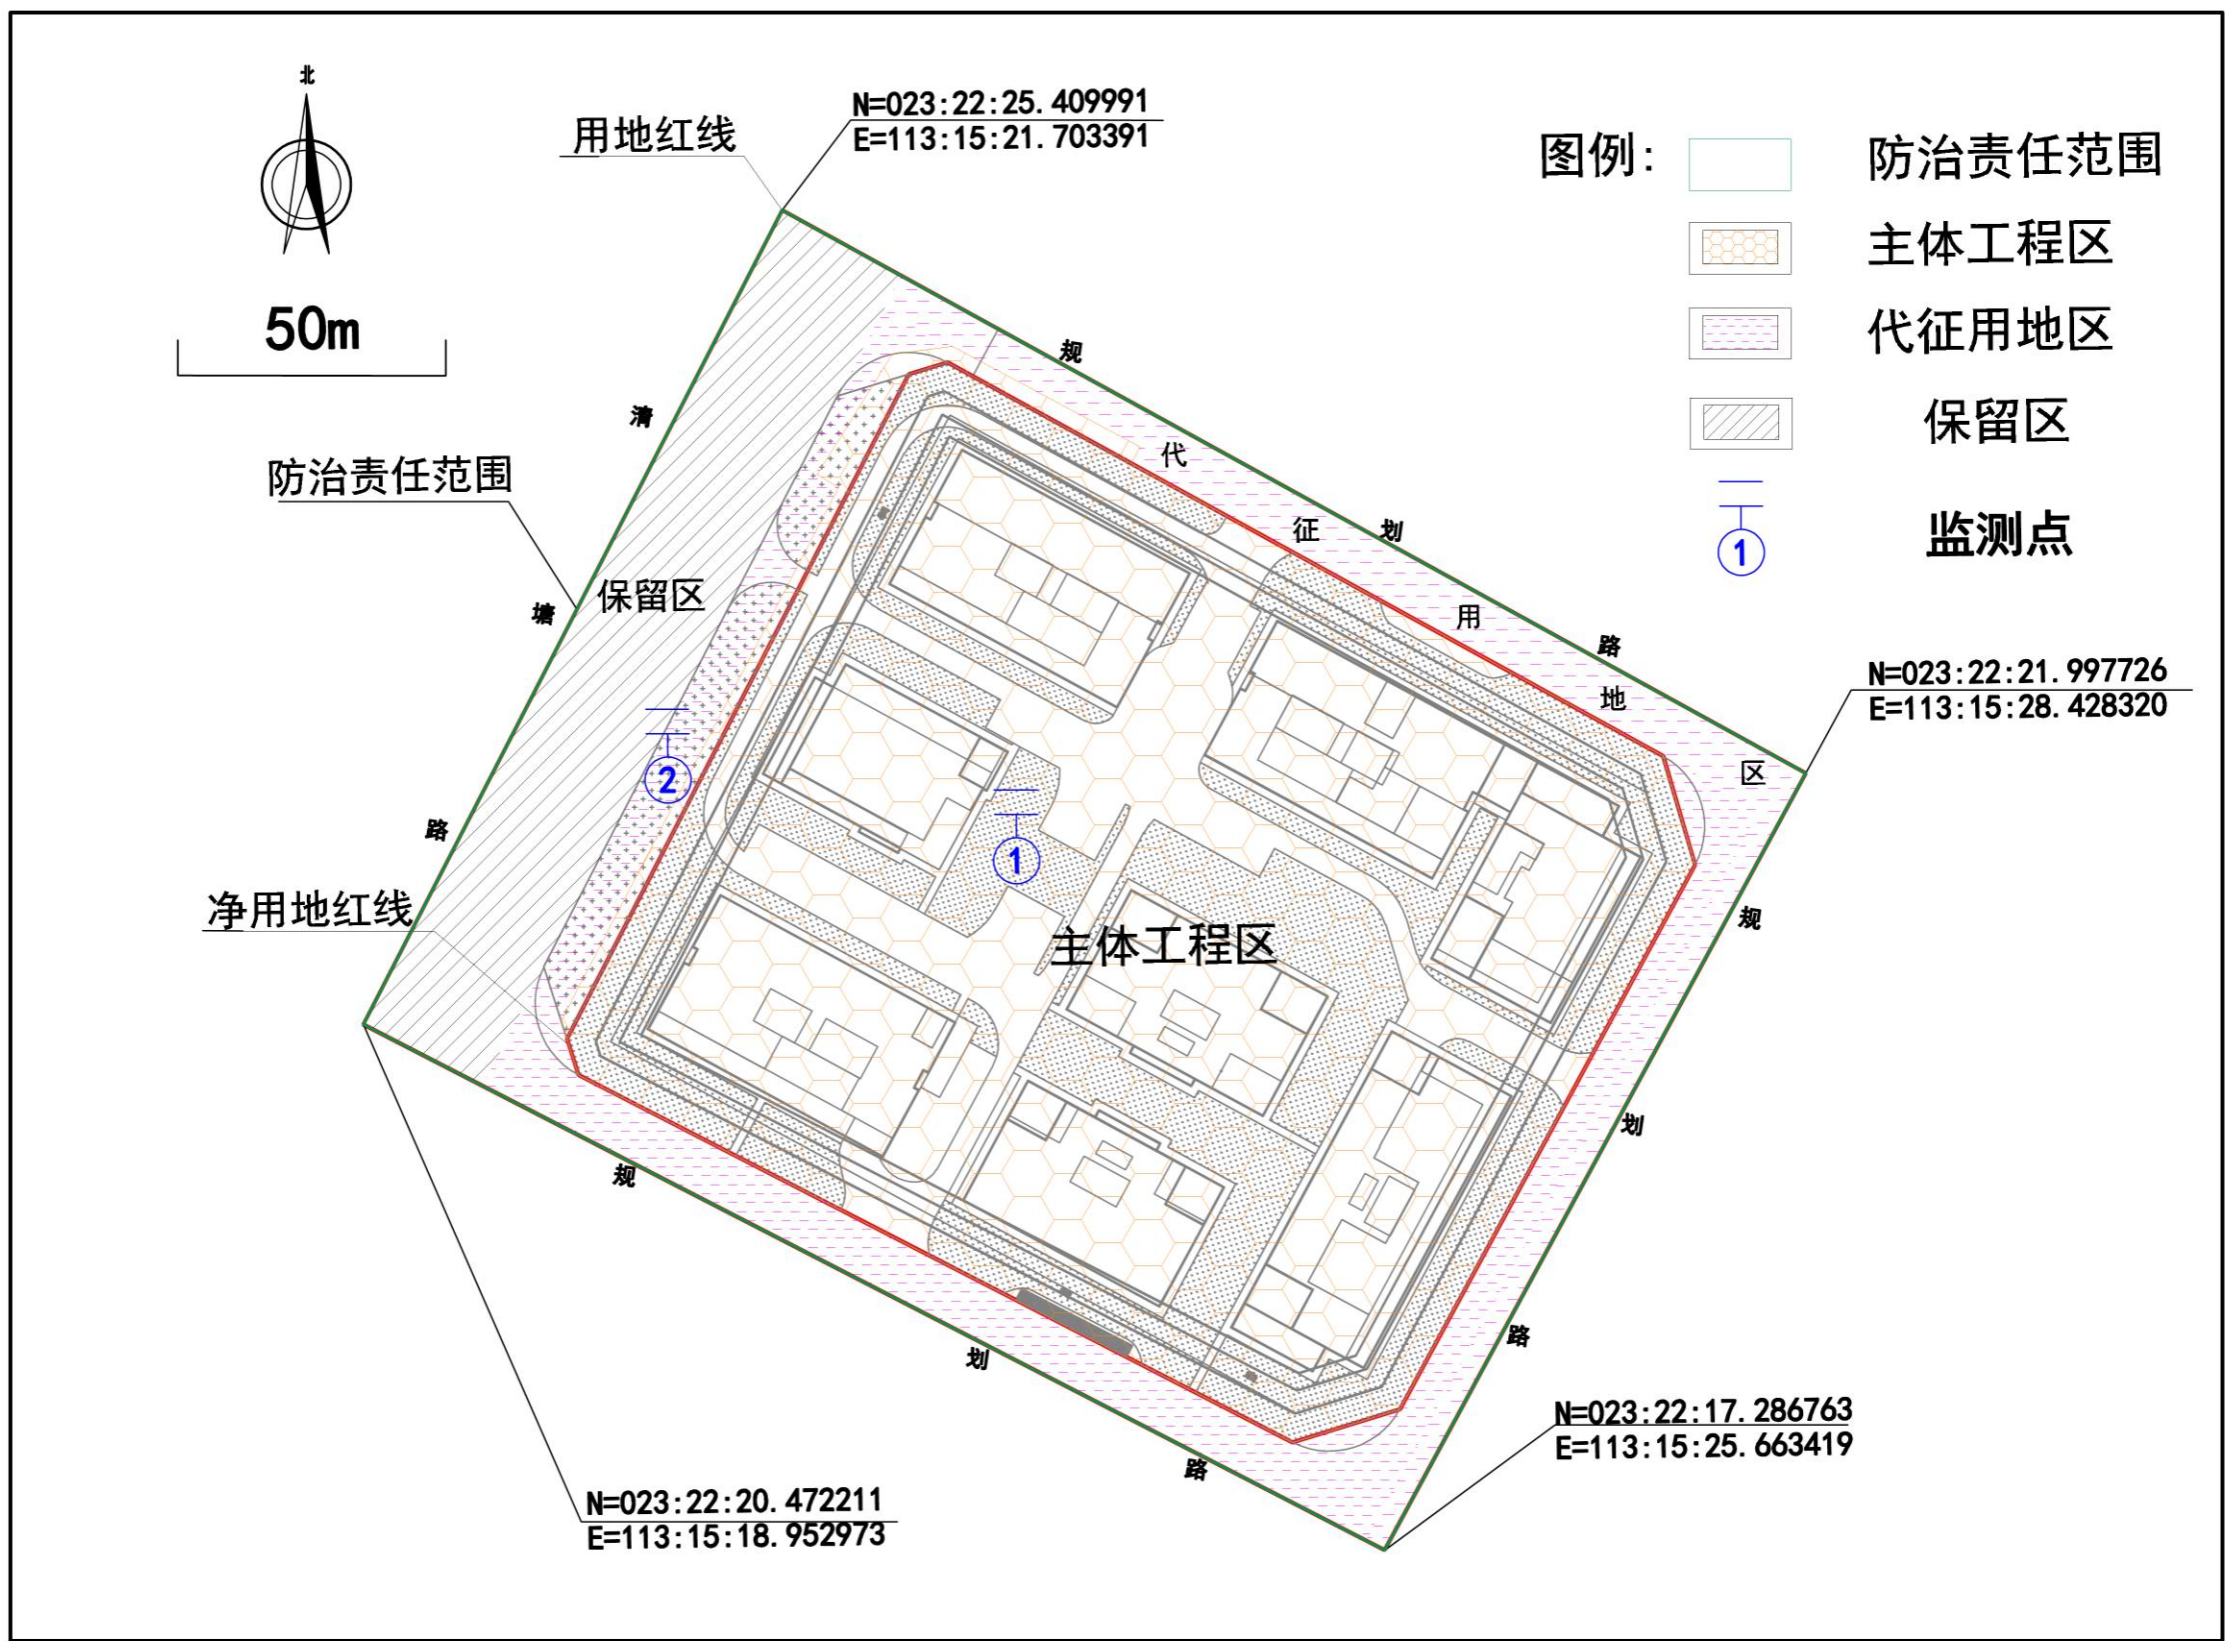 北
50m
用地红线
N=023:22:25.409991
E=113:15:21.703391
图例:
防治责任范围
主体工程区
代征用地区
保留区
1
监测点
清塘路
防治责任范围
保留区
净用地红线
规划路
代征用地区
N=023:22:21.997726
E=113:15:28.428320
2
1
主体工程区
规划路
规划路
N=023:22:17.286763
E=113:15:25.663419
N=023:22:20.472211
E=113:15:18.952973